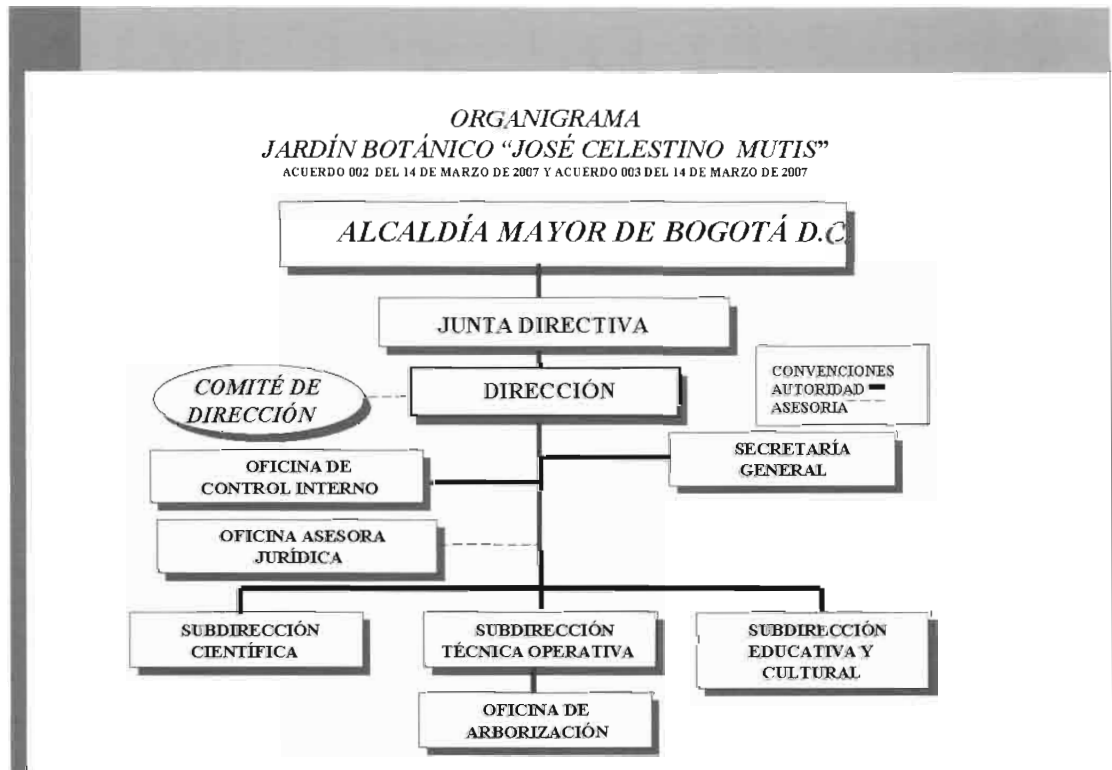 ORGANIGRAMA
JARDÍN BOTÁNICO “JOSÉ CELESTINO MUTIS”
ACUERDO 002 DEL 14 DE MARZO DE 2007 Y ACUERDO 003 DEL 14 DE MARZO DE 2007
ALCALDÍA MAYOR DE BOGOTÁ D.C
JUNTA DIRECTIVA
COMITÉ DE
DIRECCIÓN
DIRECCIÓN
CONVENCIONES
AUTORIDAD
ASESORIA
SECRETARÍA
GENERAL
OFICINA DE
CONTROL INTERNO
OFICINA ASESORA
JURÍDICA
SUBDIRECCIÓN
CIENTÍFICA
SUBDIRECCIÓN
TÉCNICA OPERATIVA
SUBDIRECCIÓN
EDUCATIVA Y
CULTURAL
OFICINA DE
ARBORIZACIÓN